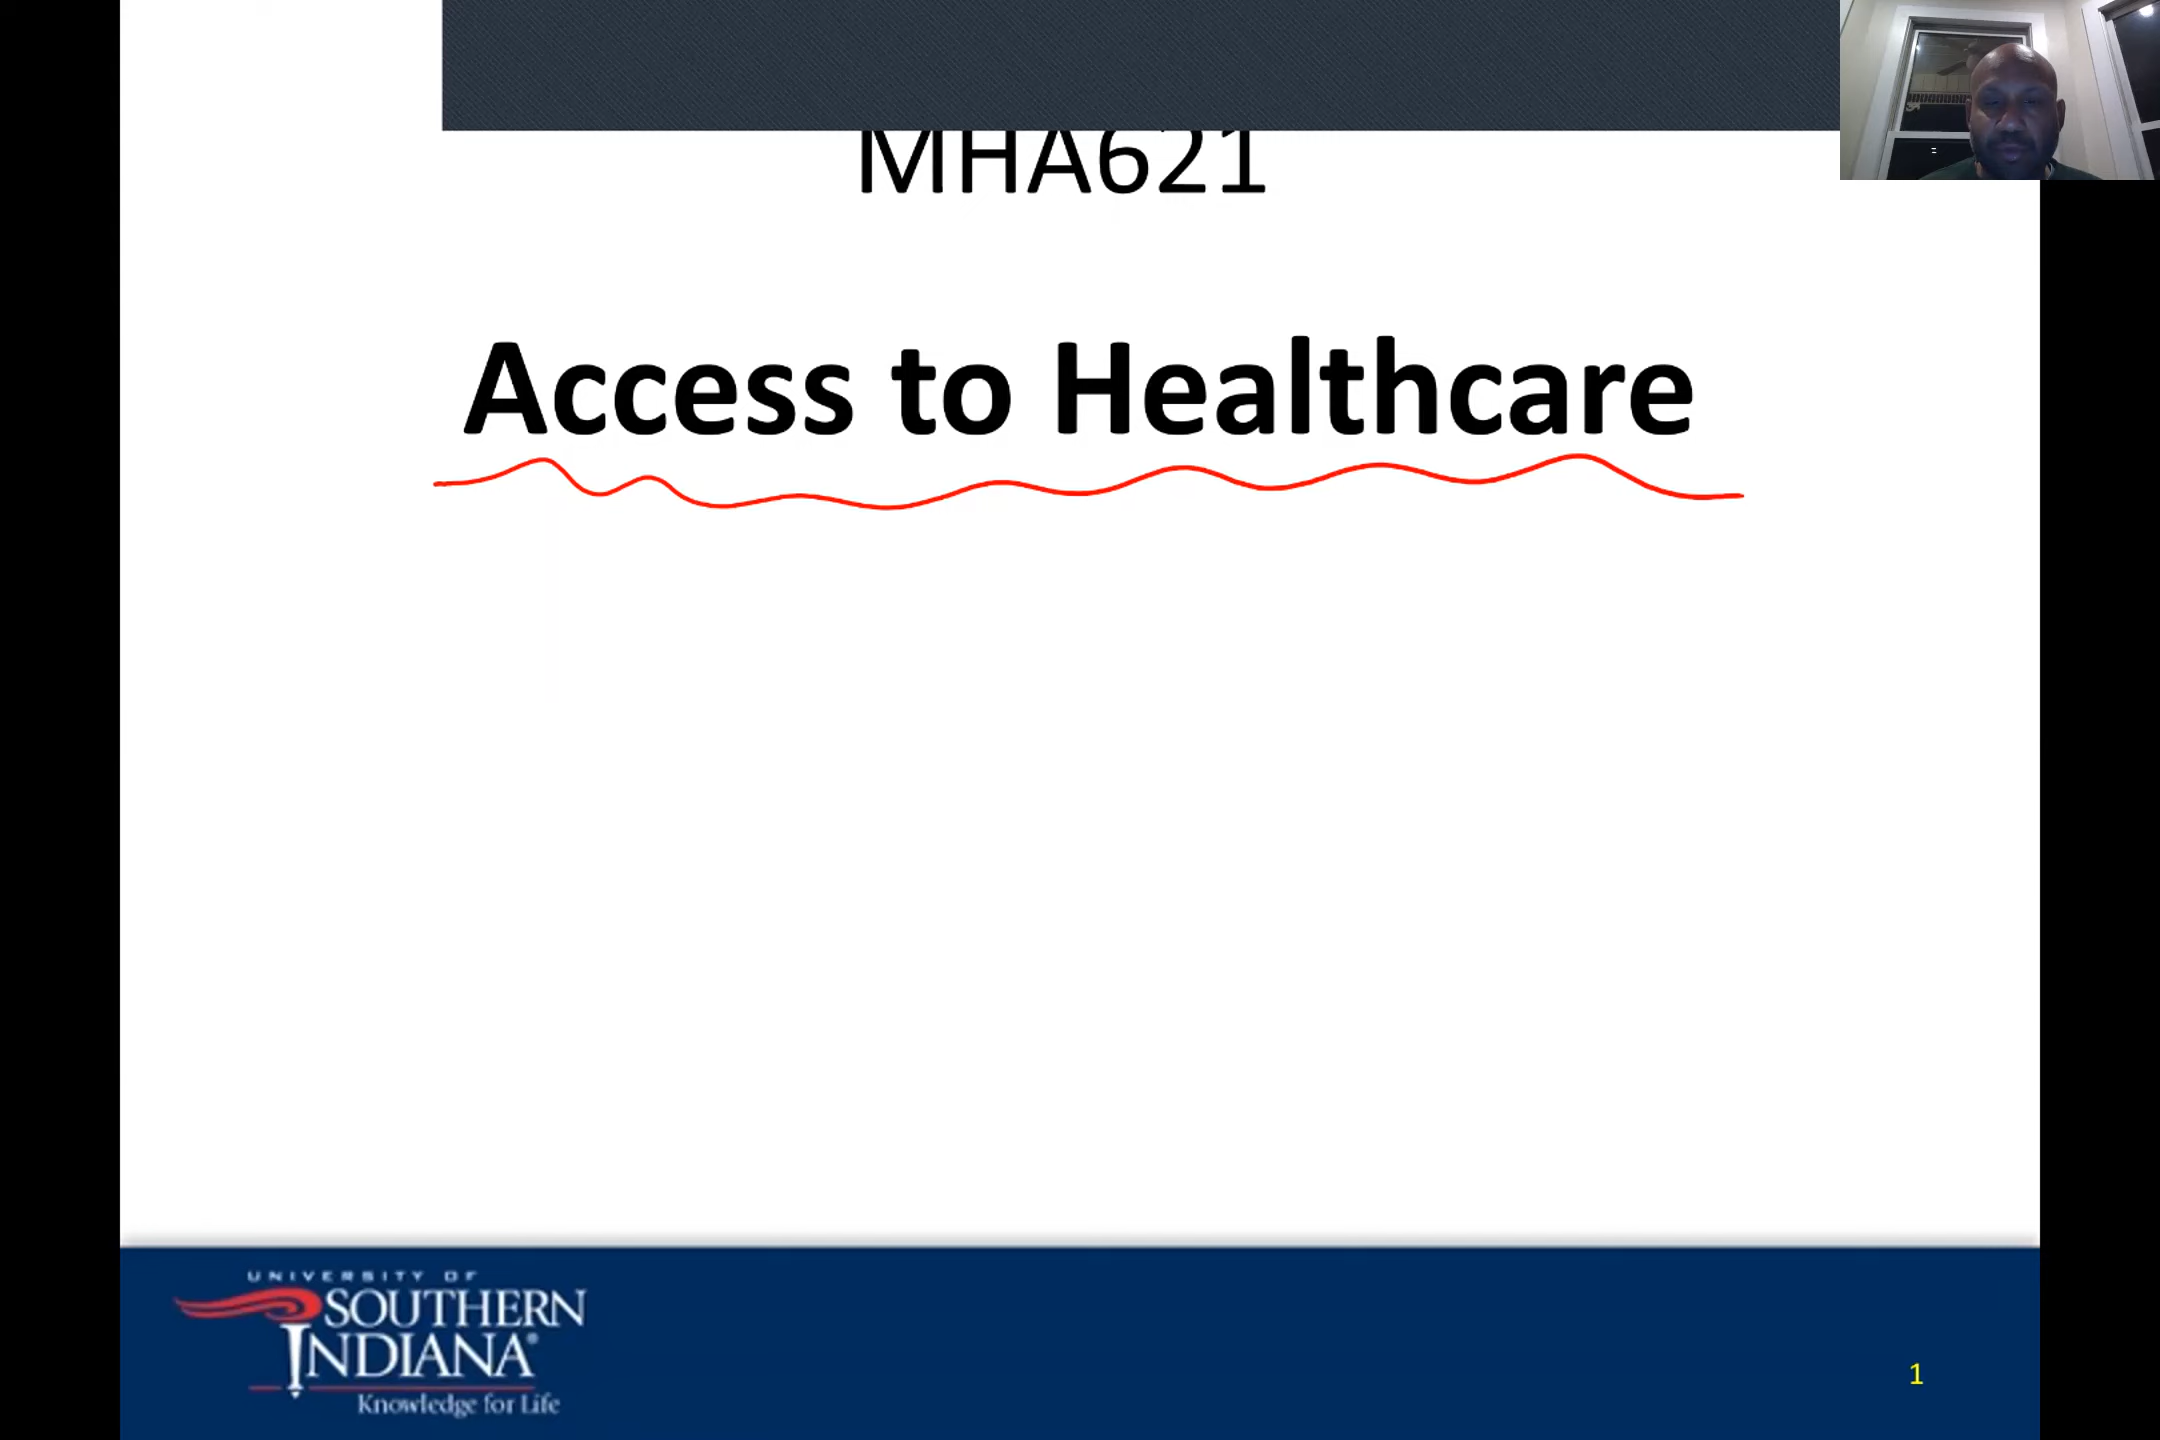 MHA621
Access to Healthcare
UNIVERSITY OF
SOUTHERN
INDIANA®
Knowledge for Life
1